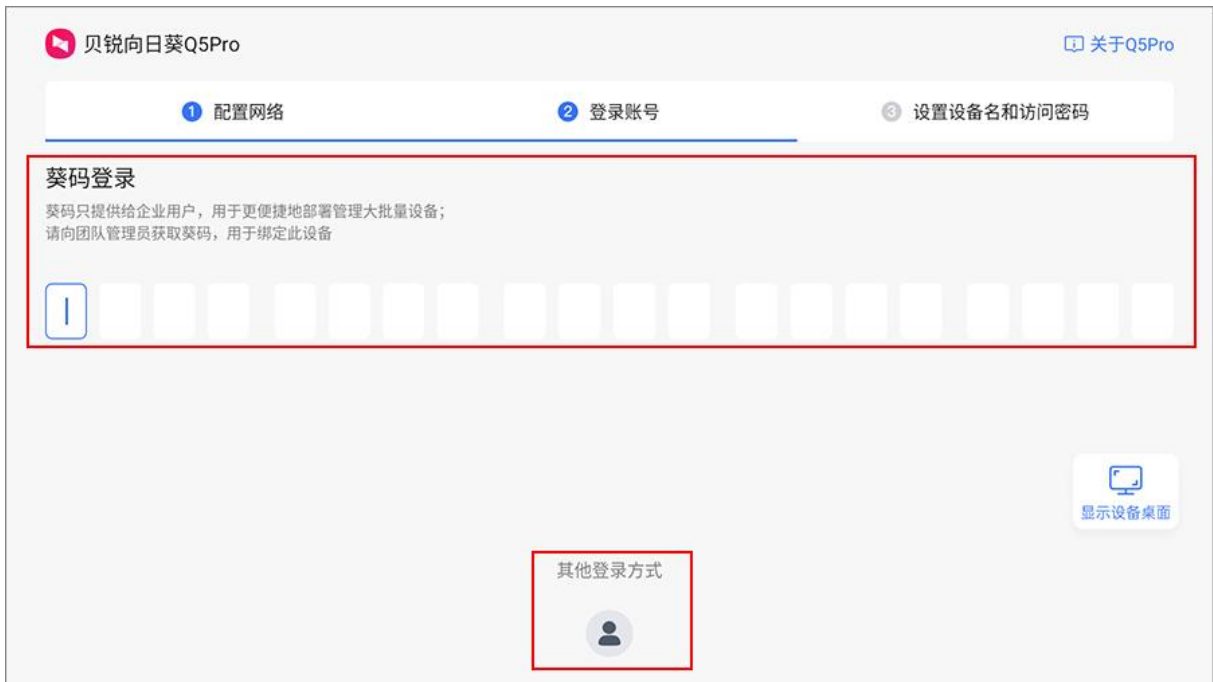 贝锐向日葵Q5Pro
关于Q5Pro
1 配置网络
2 登录账号
3 设置设备名和访问密码
葵码登录
葵码只提供给企业用户，用于更便捷地部署管理大批量设备；
请向团队管理员获取葵码，用于绑定此设备
显示设备桌面
其他登录方式